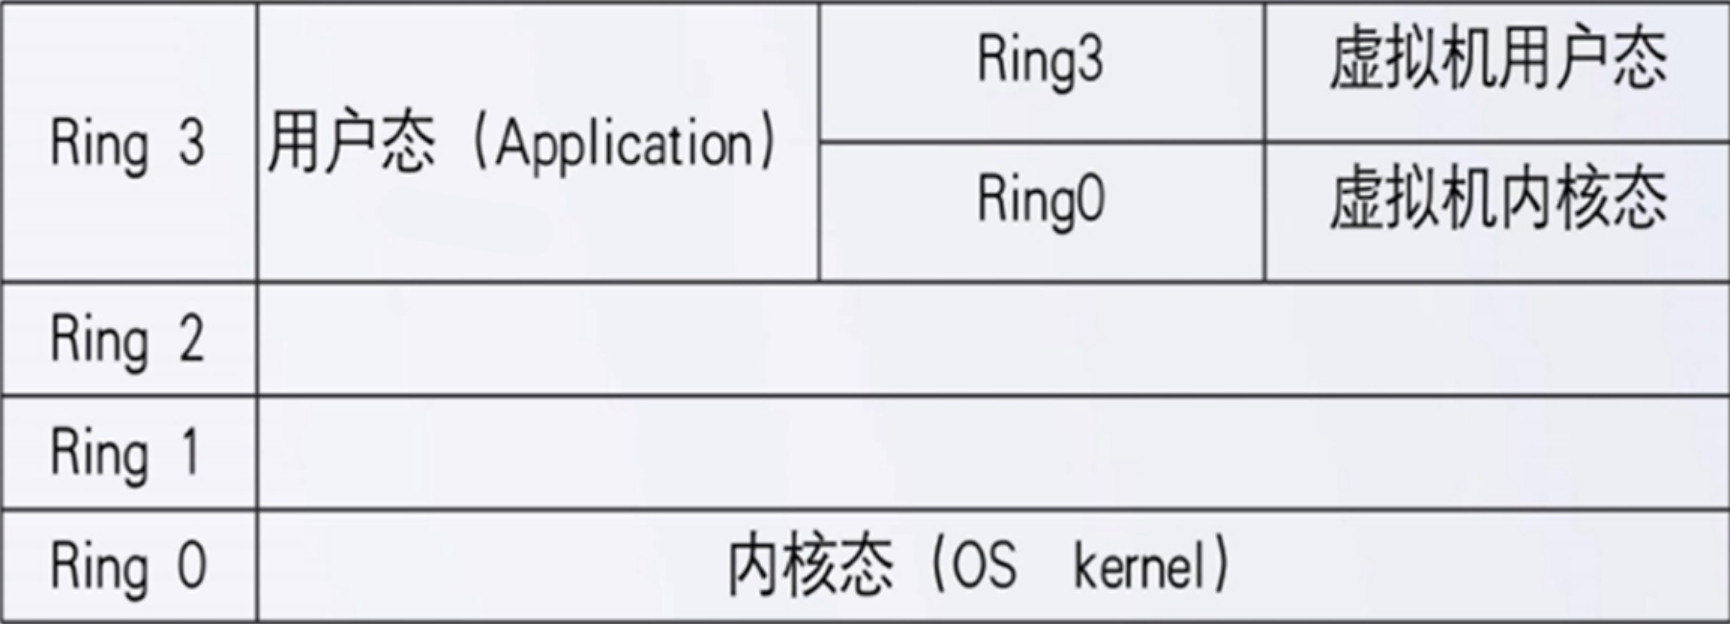 Ring 3
用户态（Application）
Ring3
虚拟机用户态
Ring0
虚拟机内核态
Ring 2
Ring 1
Ring 0
内核态（OS kernel）